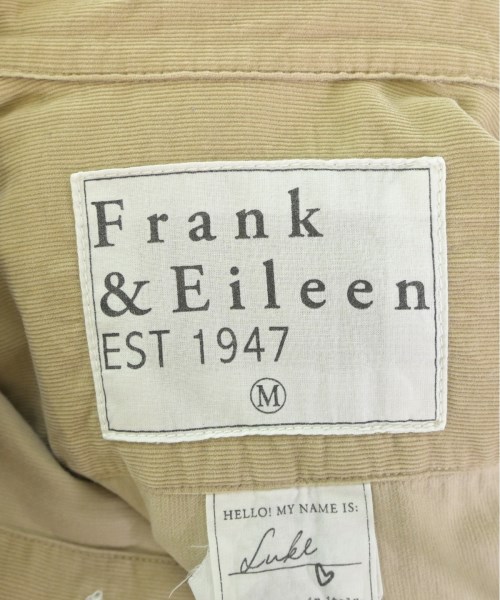 Frank
& Eileen
EST 1947
M
HELLO! MY NAME IS:
Luke